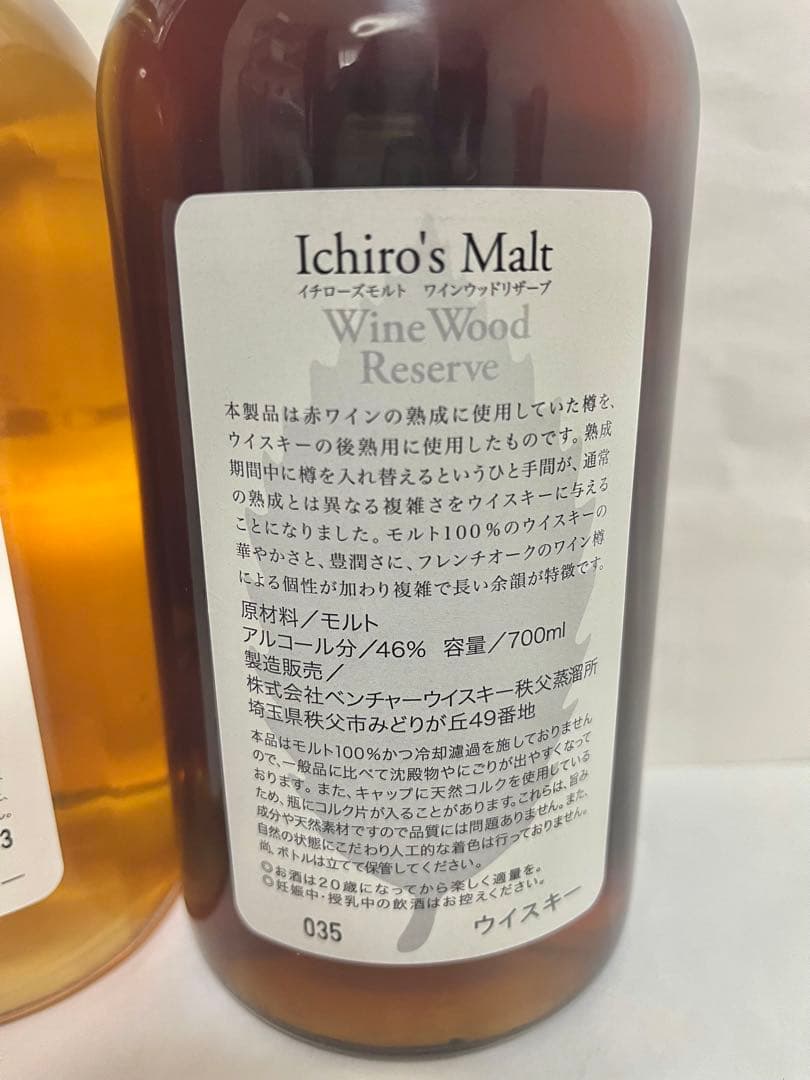 Ichiro's Malt
イチローズモルト ワインウッドリザーブ
Wine Wood
Reserve
本製品は赤ワインの熟成に使用していた樽を、
ウイスキーの後熟用に使用したものです。熟成
期間中に樽を入れ替えるというひと手間が、通常
の熟成とは異なる複雑さをウイスキーに与える
ことになりました。モルト100%のウイスキーの
華やかさと、豊潤さに、フレンチオークのワイン樽
による個性が加わり複雑で長い余韻が特徴です。
原材料／モルト
アルコール分／46% 容量／700ml
製造販売／
株式会社ベンチャーウイスキー秩父蒸溜所
埼玉県秩父市みどりが丘49番地
本品はモルト100%かつ冷却濾過を施しておりません
ので、一般品に比べて沈殿物やにごりが出やすくなって
おります。また、キャップに天然コルクを使用している
ため、瓶にコルク片が入ることがあります。これらは、旨み
成分や天然素材ですので品質には問題ありません。また、
自然の状態にこだわり人工的な着色は行っておりません。
尚、ボトルは立てて保管してください。
◎お酒は20歳になってから楽しく適量を。
◎妊娠中・授乳中の飲酒はお控えください。
035
ウイスキー
3